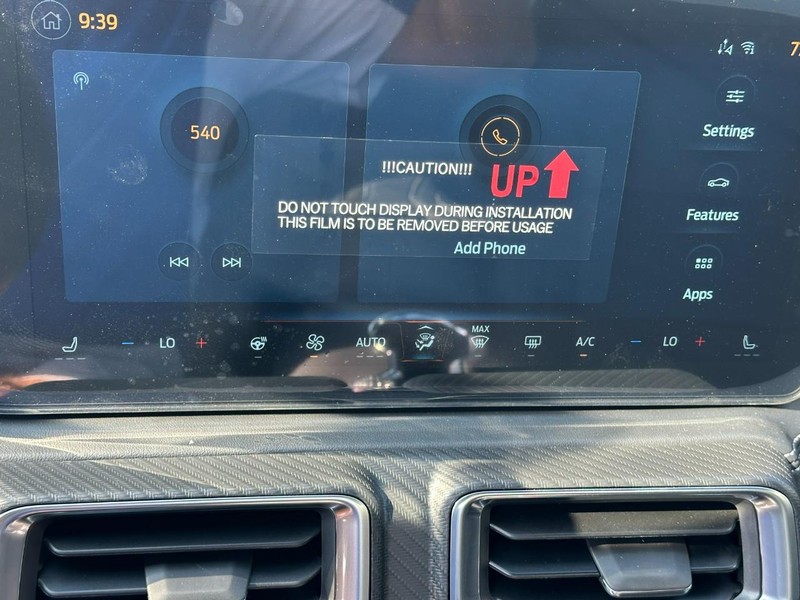 9:39
7
540
Settings
!!!CAUTION!!!
UP
Features
DO NOT TOUCH DISPLAY DURING INSTALLATION
THIS FILM IS TO BE REMOVED BEFORE USAGE
Add Phone
Apps
LO
AUTO
MAX
A/C
LO